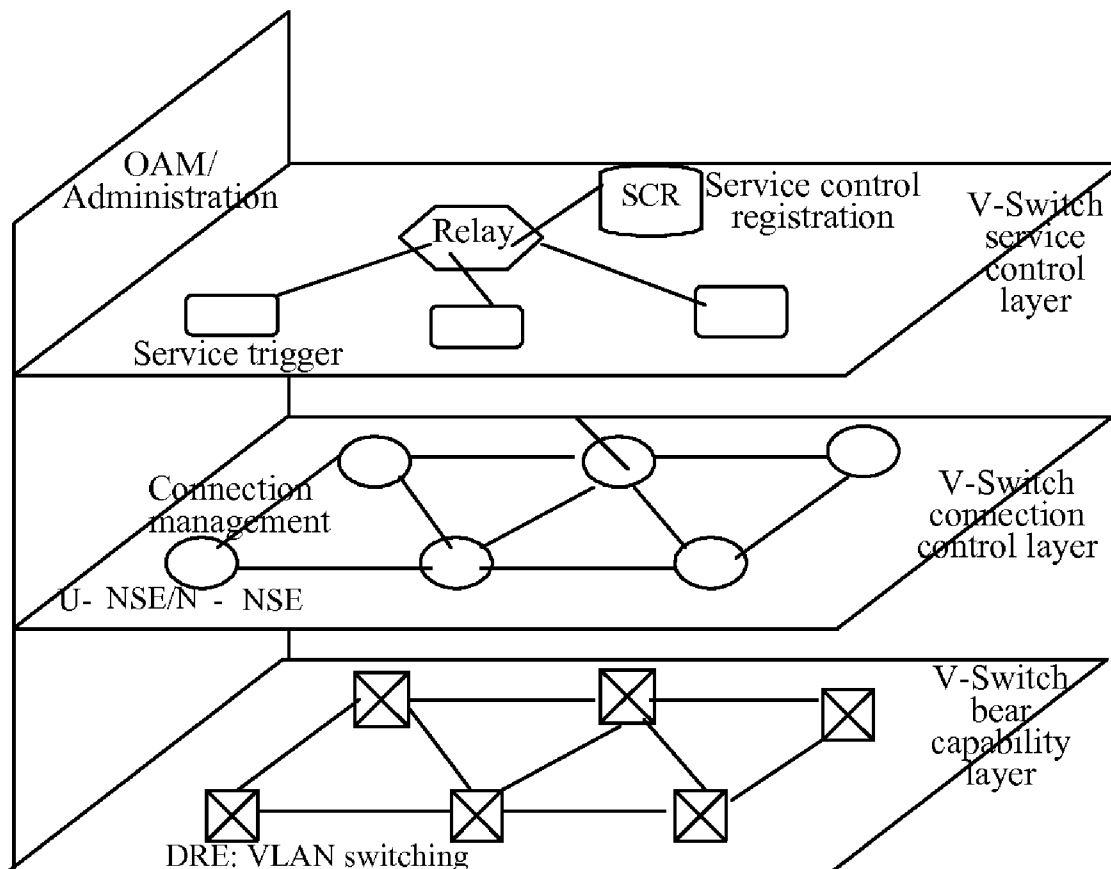 OAM/
Administration
SCR
Service control
registration
Relay
V-Switch
service
control
layer
Service trigger
Connection
management
V-Switch
connection
control layer
U- NSE/N - NSE
V-Switch
bear
capability
layer
DRE: VLAN switching